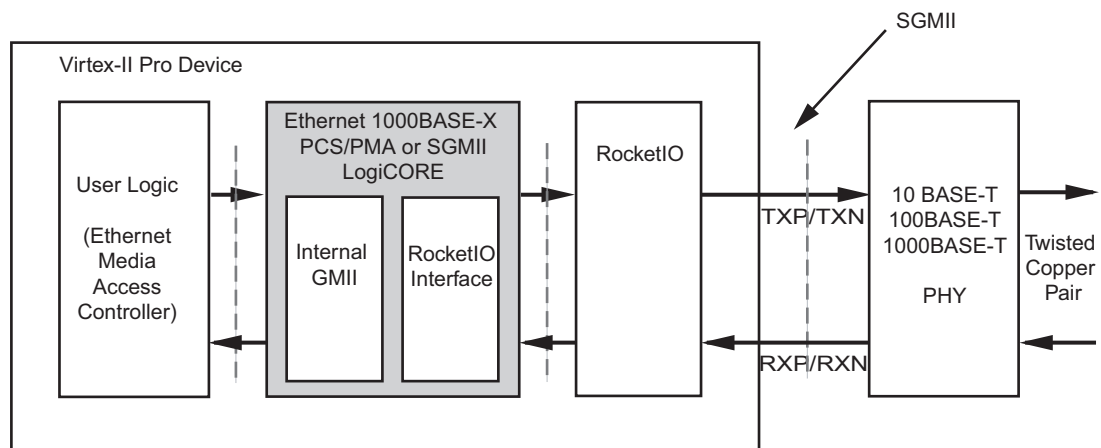 SGMII
Virtex-II Pro Device
User Logic
(Ethernet
Media
Access
Controller)
Ethernet 1000BASE-X
PCS/PMA or SGMII
LogiCORE
Internal
GMII
RocketIO
Interface
RocketIO
TXP/TXN
RXP/RXN
10 BASE-T
100BASE-T
1000BASE-T
PHY
Twisted
Copper
Pair